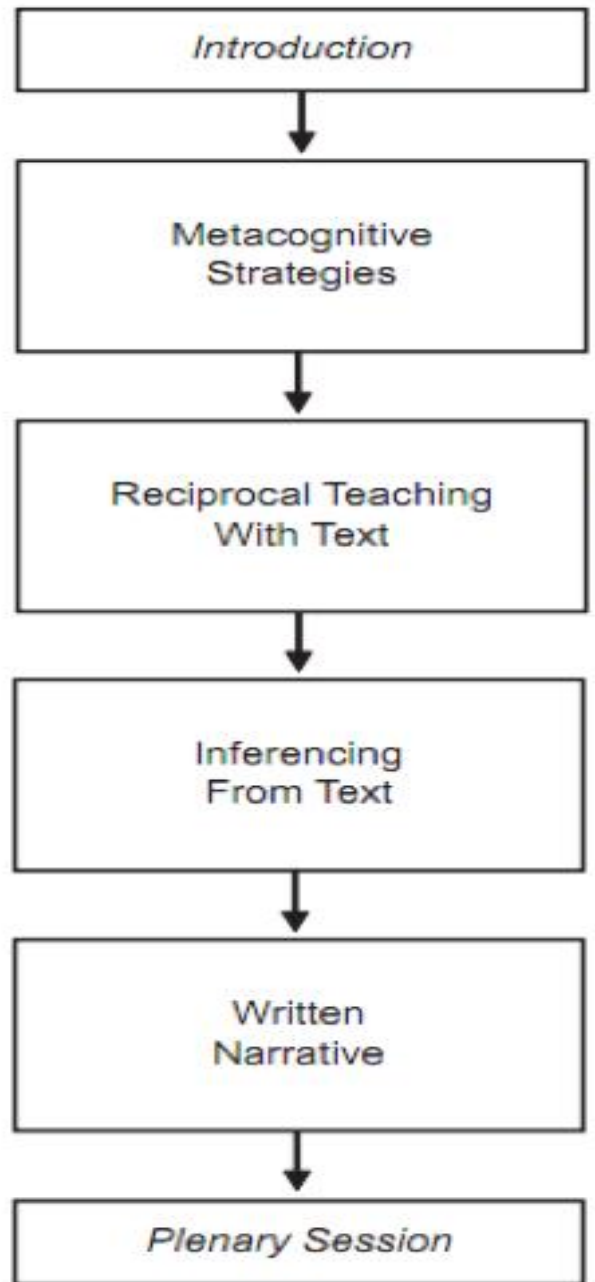 Introduction
Metacognitive
Strategies
Reciprocal Teaching
With Text
Inferencing
From Text
Written
Narrative
Plenary Session